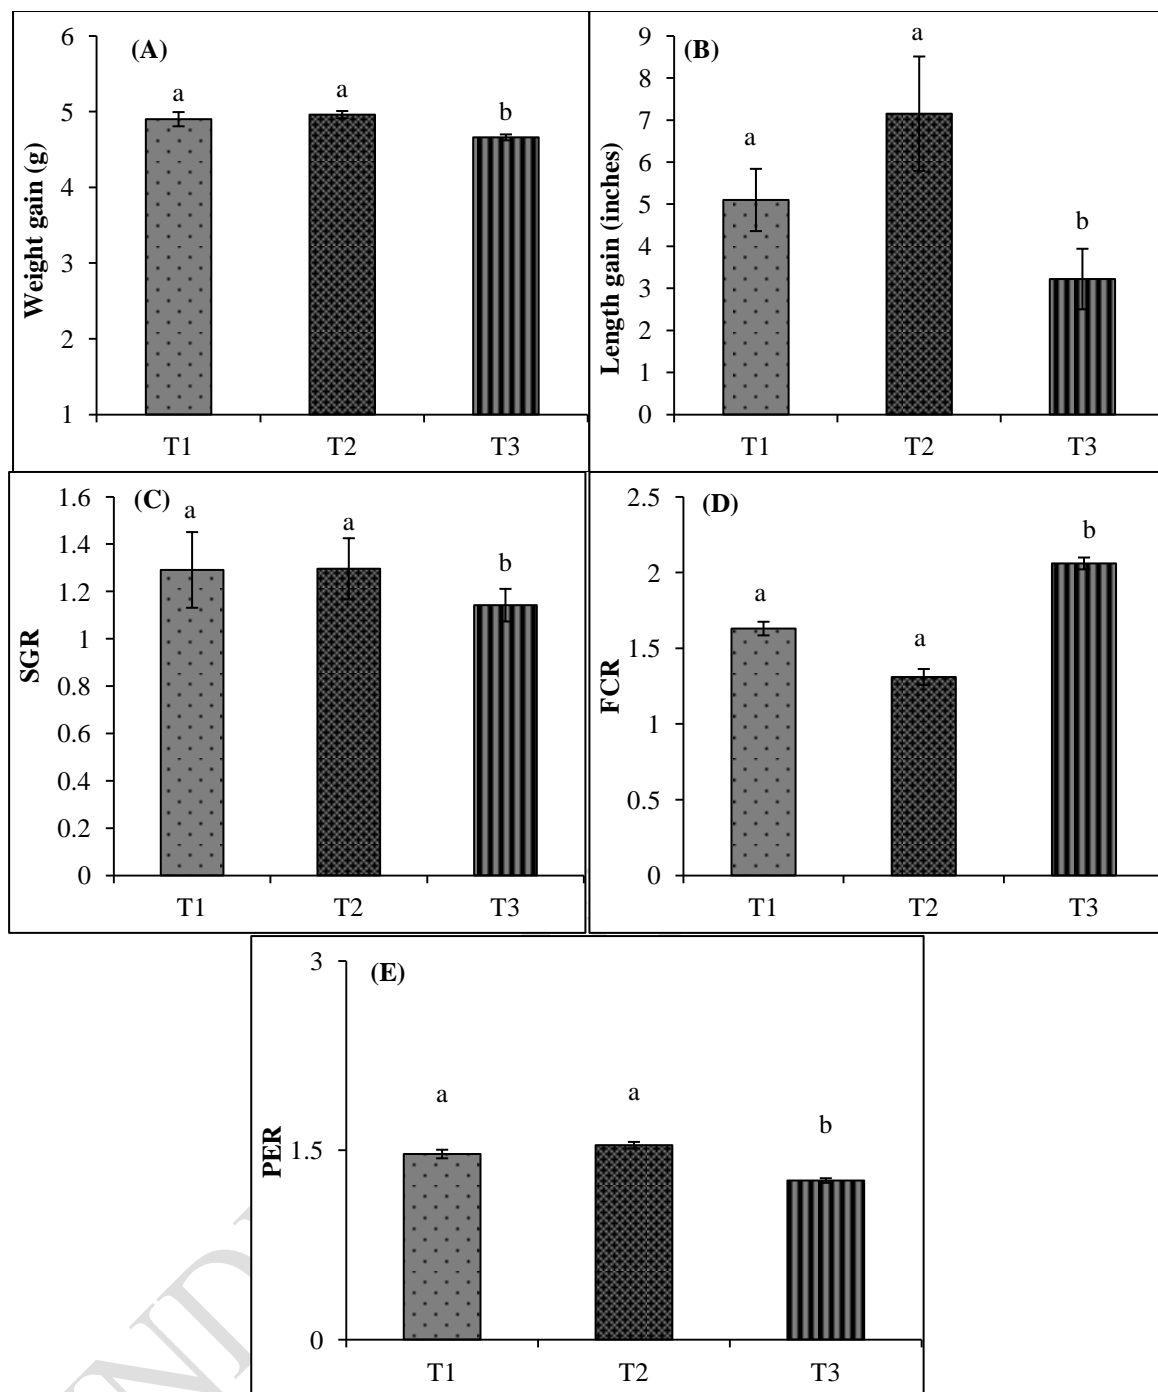 (A)
Weight gain (g)
6
5
4
3
2
1
a
a
b
T1
T2
T3
(B)
Length gain (inches)
9
8
7
6
5
4
3
2
1
0
a
a
b
T1
T2
T3
(C)
SGR
1.6
1.4
1.2
1
0.8
0.6
0.4
0.2
0
a
a
b
T1
T2
T3
(D)
FCR
2.5
2
1.5
1
0.5
0
a
a
b
T1
T2
T3
(E)
PER
3
1.5
0
a
a
b
T1
T2
T3